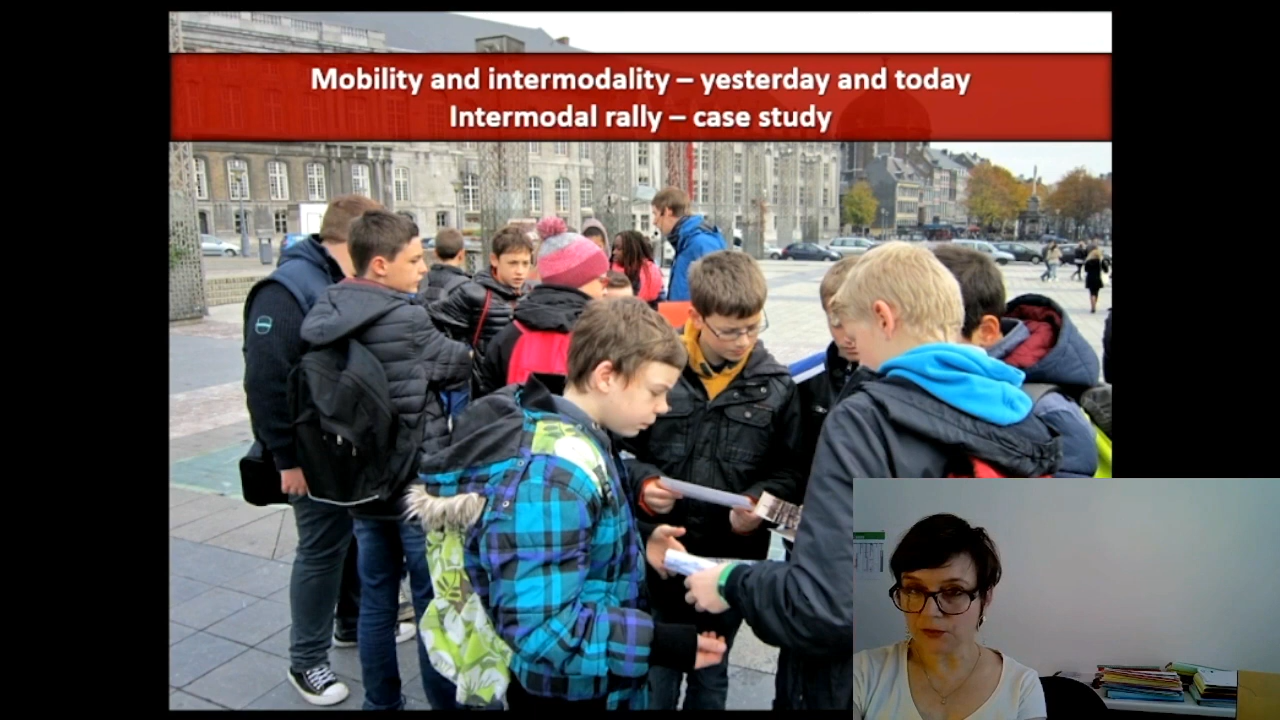 Mobility and intermodality – yesterday and today
Intermodal rally – case study